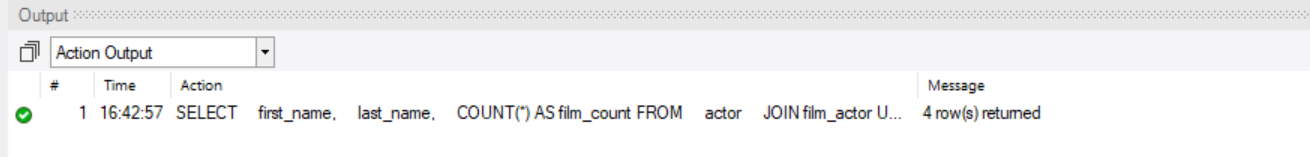 Output
Action Output
# Time Action Message
1 16:42:57 SELECT first_name, last_name, COUNT(*) AS film_count FROM actor JOIN film_actor U... 4 row(s) returned